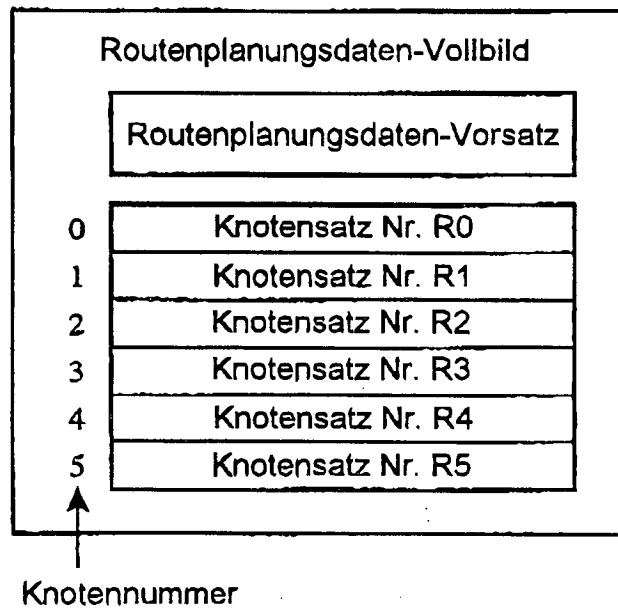 Routenplanungsdaten-Vollbild
Routenplanungsdaten-Vorsatz
0 Knotensatz Nr. R0
1 Knotensatz Nr. R1
2 Knotensatz Nr. R2
3 Knotensatz Nr. R3
4 Knotensatz Nr. R4
5 Knotensatz Nr. R5
Knotennummer